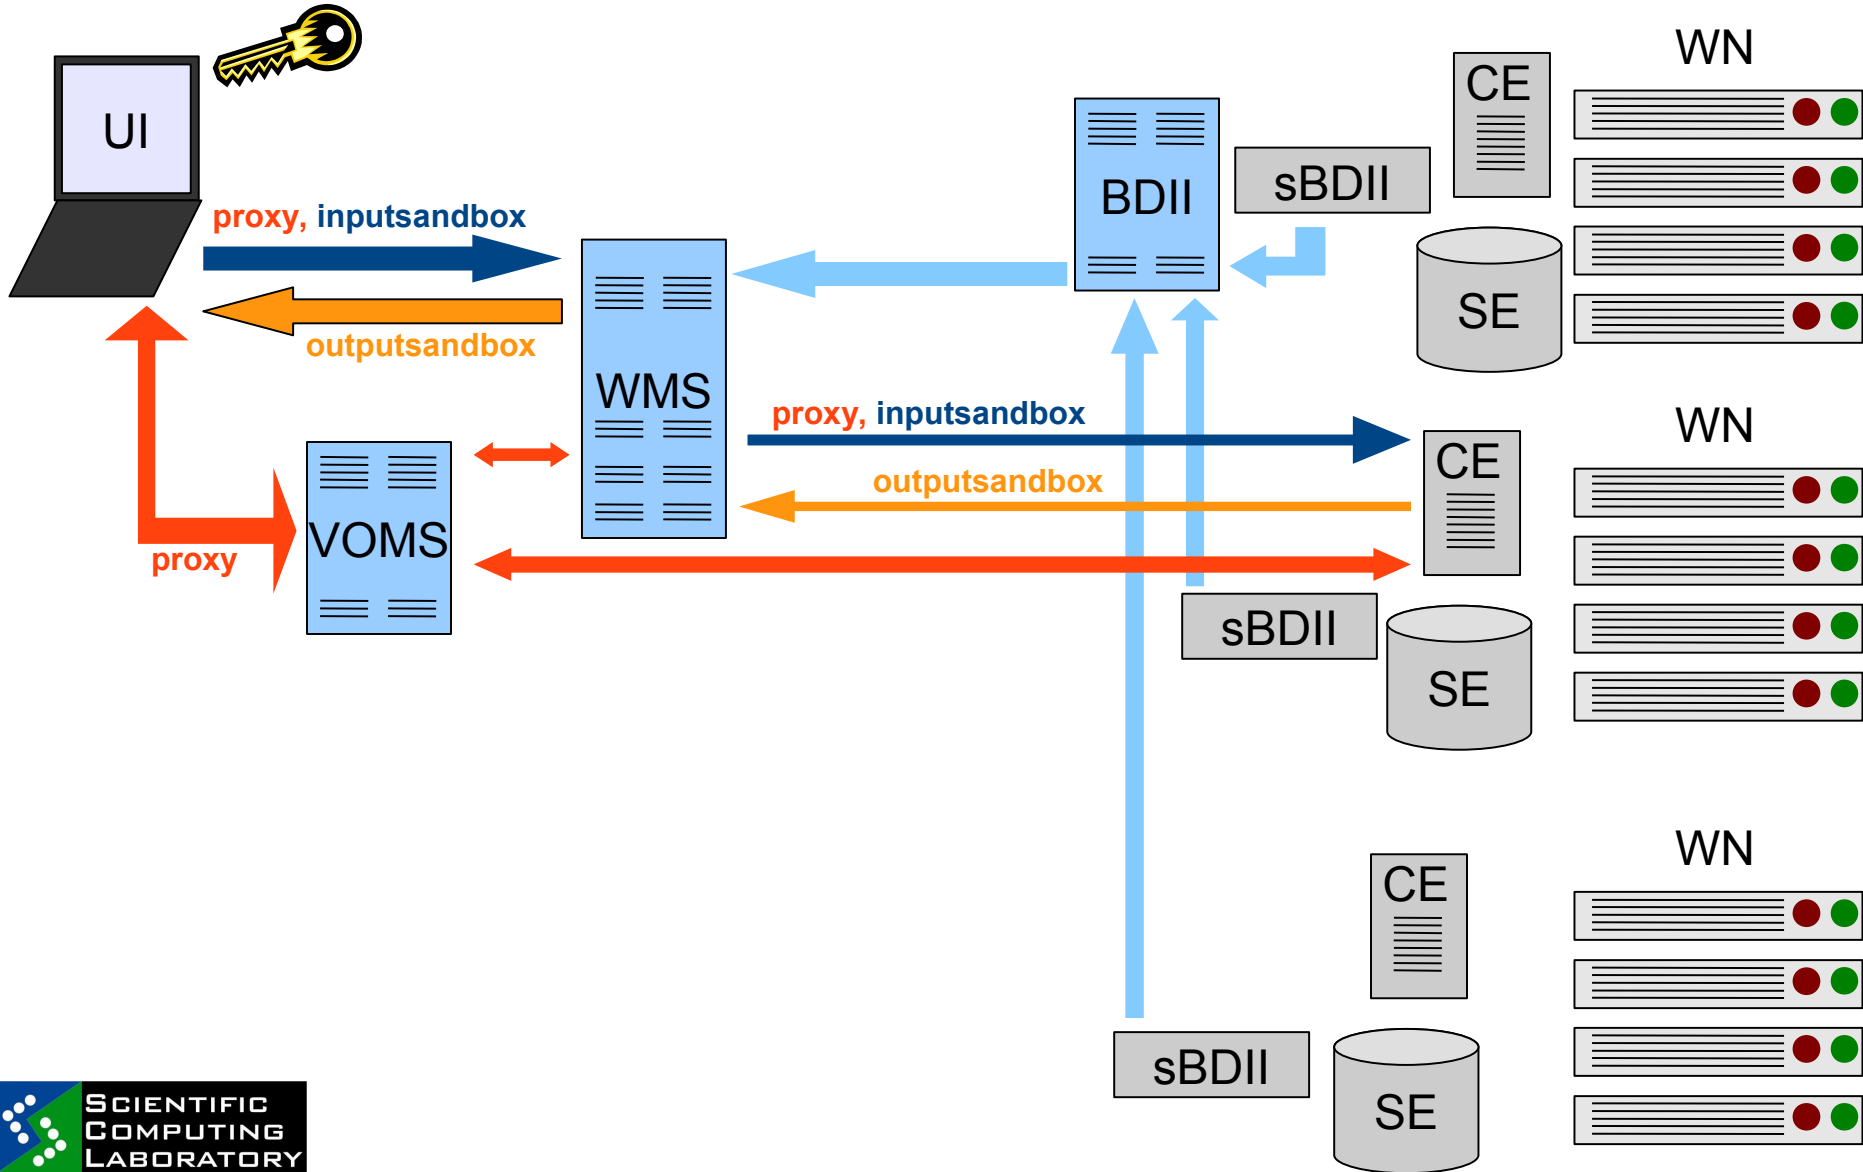 WN
CE
UI
BDII
sBDII
proxy, inputsandbox
SE
outputsandbox
WMS
proxy, inputsandbox
WN
CE
outputsandbox
VOMS
proxy
sBDII
SE
WN
CE
sBDII
SE
SCIENTIFIC
COMPUTING
LABORATORY